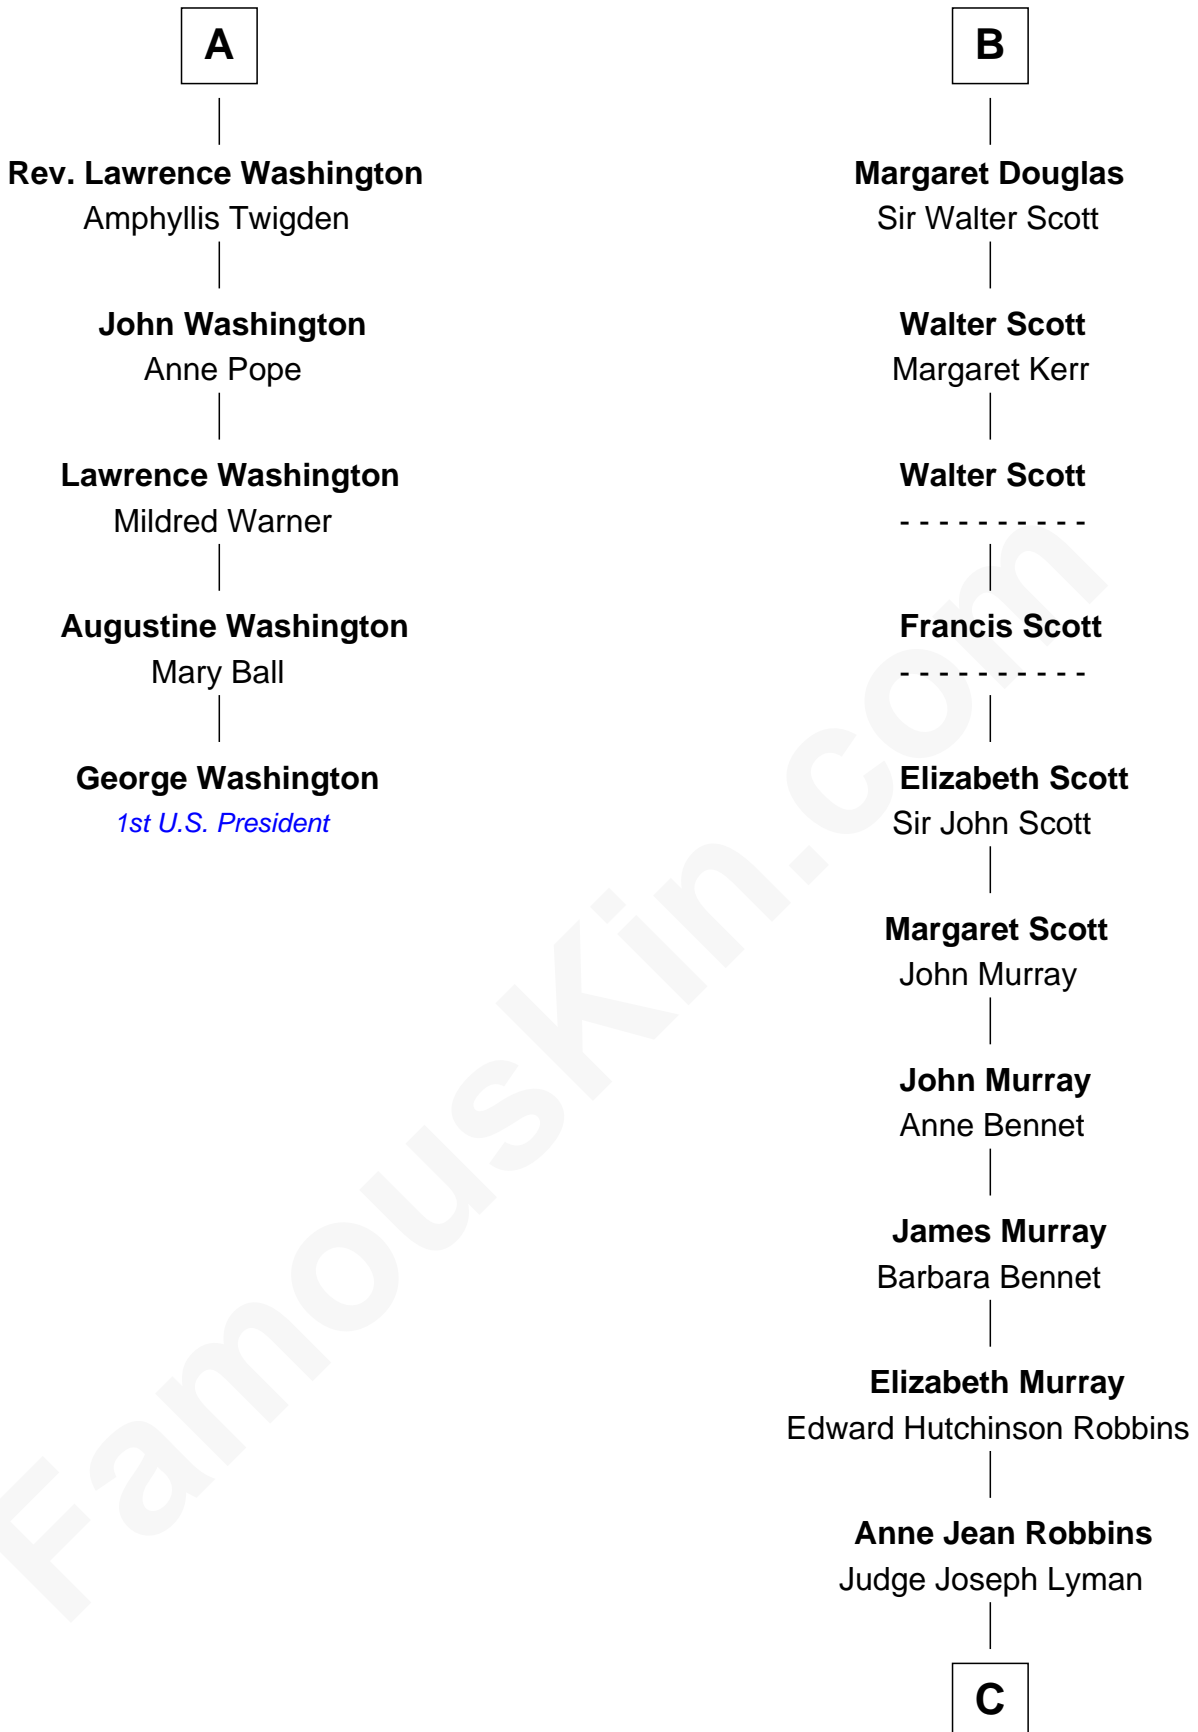 A
Rev. Lawrence Washington
Amphyllis Twigden
John Washington
Anne Pope
Lawrence Washington
Mildred Warner
Augustine Washington
Mary Ball
George Washington
1st U.S. President
B
Margaret Douglas
Sir Walter Scott
Walter Scott
Margaret Kerr
Walter Scott
- - - - - - - - - -
Francis Scott
- - - - - - - - - -
Elizabeth Scott
Sir John Scott
Margaret Scott
John Murray
John Murray
Anne Bennet
James Murray
Barbara Bennet
Elizabeth Murray
Edward Hutchinson Robbins
Anne Jean Robbins
Judge Joseph Lyman
C
FamousKin.com